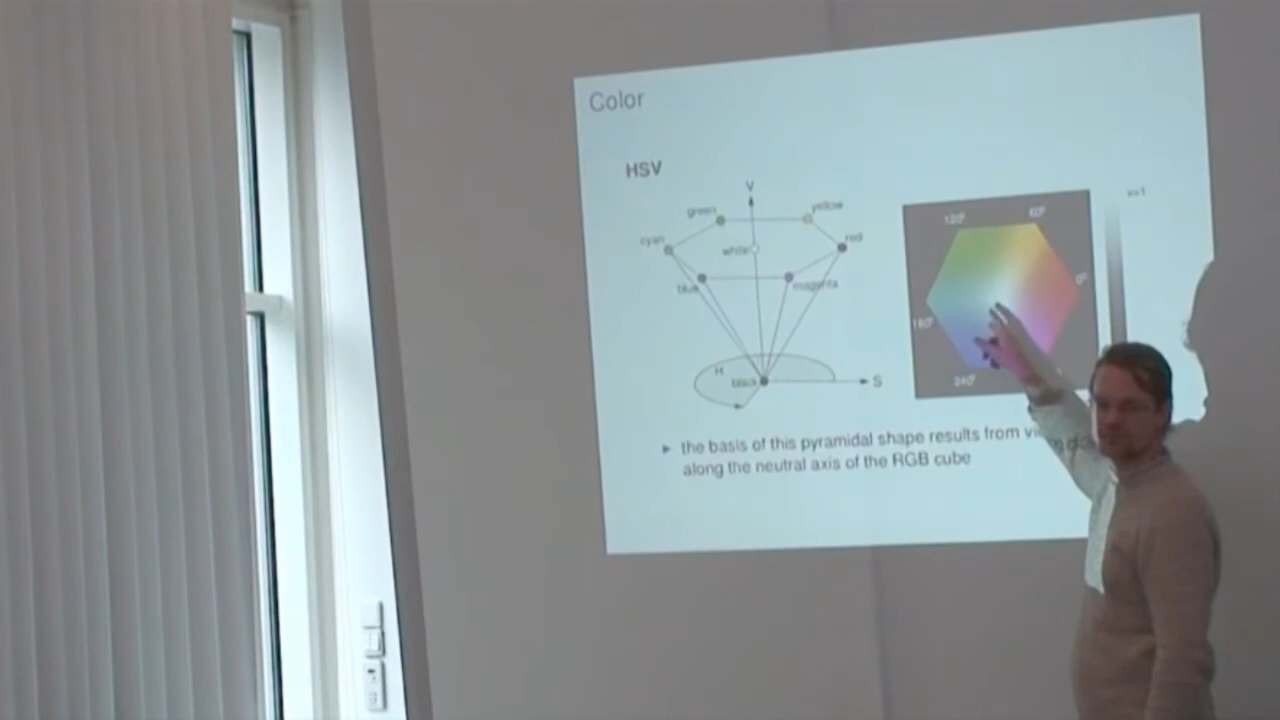 Color
HSV
V
green
yellow
cyan
white
red
blue
magenta
H
black
S
120°
60°
0°
180°
240°
v=1
▸ the basis of this pyramidal shape results from
along the neutral axis of the RGB cube